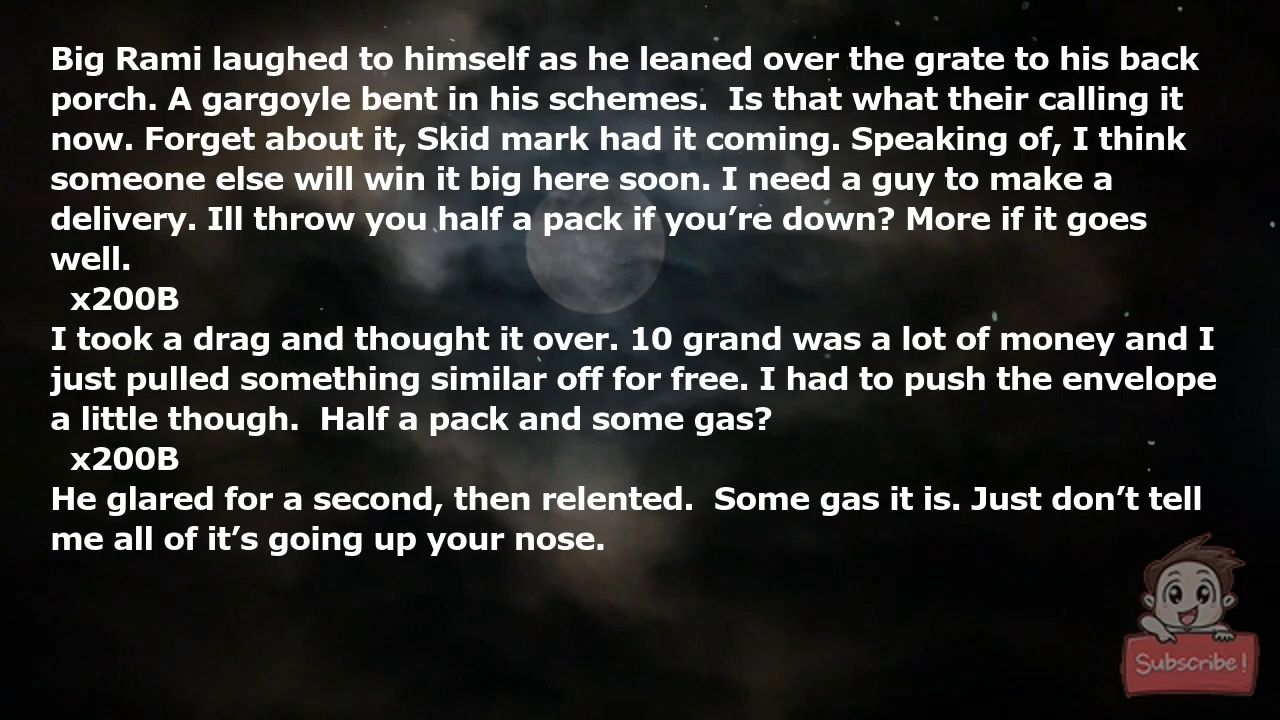 Big Rami laughed to himself as he leaned over the grate to his back
porch. A gargoyle bent in his schemes.  Is that what their calling it
now. Forget about it, Skid mark had it coming. Speaking of, I think
someone else will win it big here soon. I need a guy to make a
delivery. Ill throw you half a pack if you’re down? More if it goes
well.
x200B
I took a drag and thought it over. 10 grand was a lot of money and I
just pulled something similar off for free. I had to push the envelope
a little though.  Half a pack and some gas?
x200B
He glared for a second, then relented.  Some gas it is. Just don’t tell
me all of it’s going up your nose.
Subscribe!